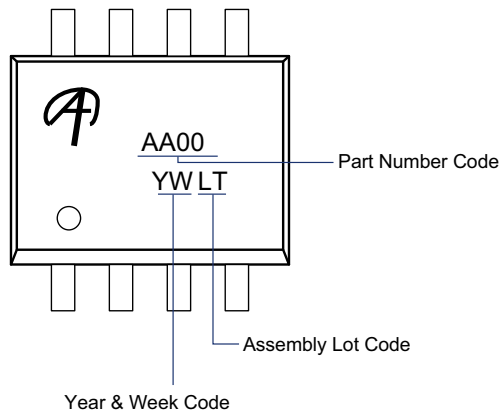 AA00
Part Number Code
YW LT
Assembly Lot Code
Year & Week Code